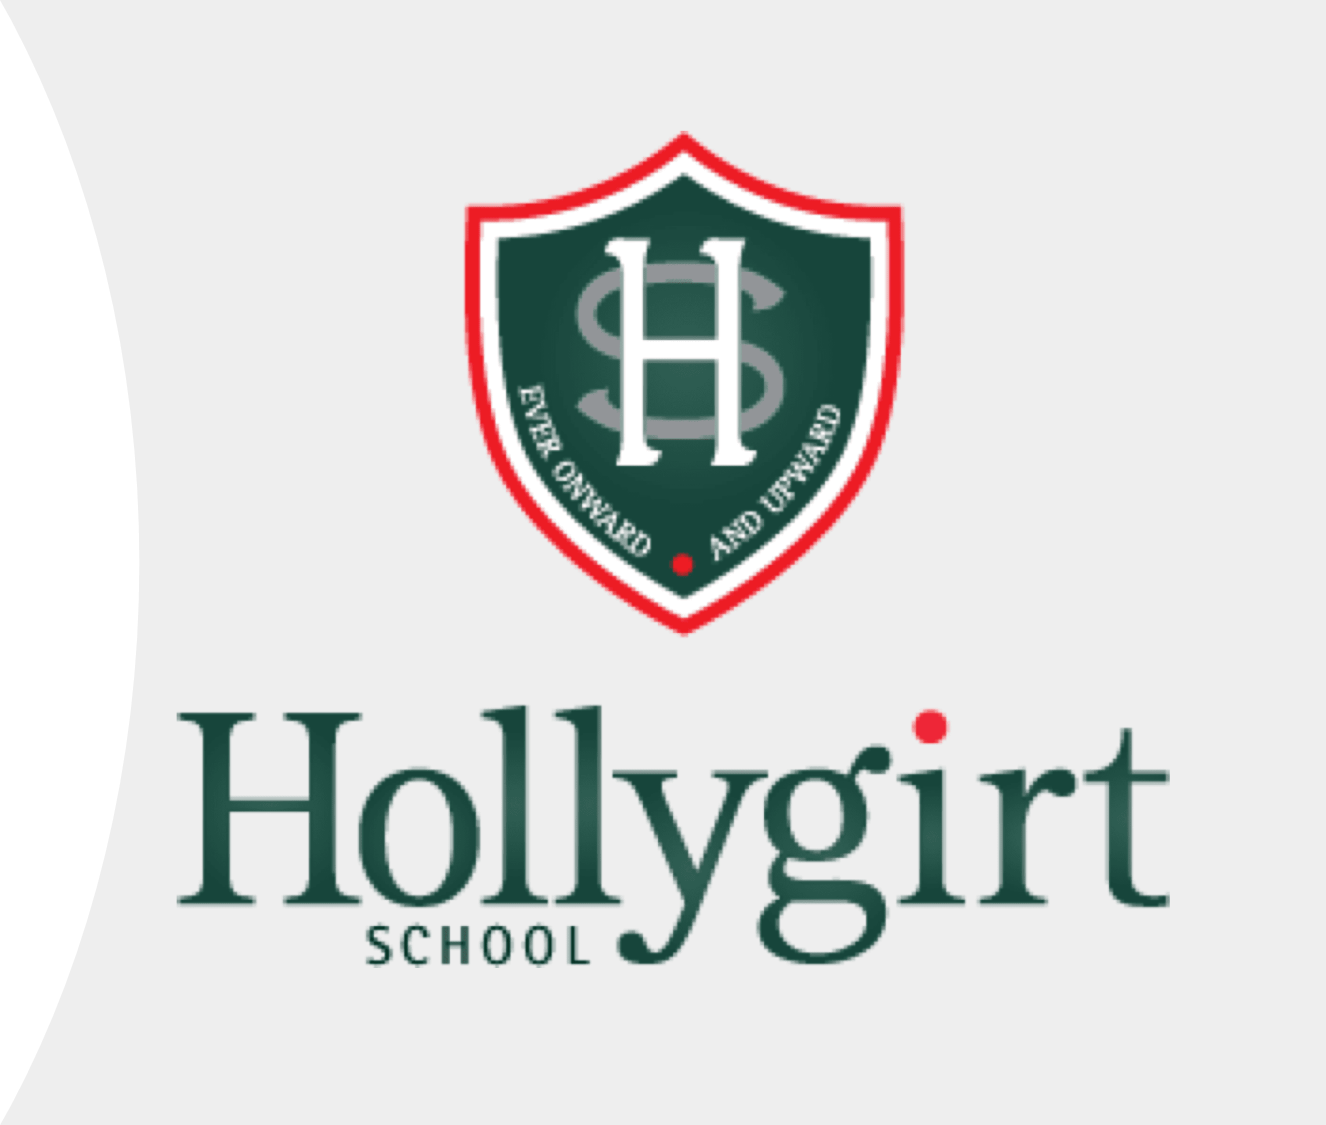 HS
EVER ONWARD AND UPWARD
Hollygirt
SCHOOL